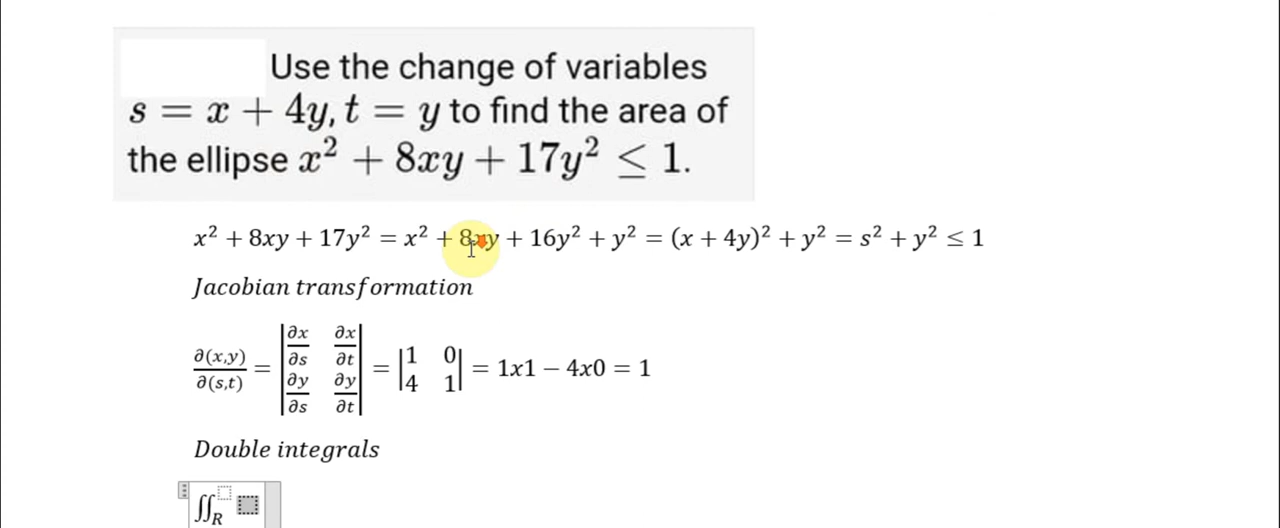 Use the change of variables
s = x + 4y, t = y to find the area of
the ellipse x² + 8xy + 17y² ≤ 1.
x² + 8xy + 17y² = x² + 8xy + 16y² + y² = (x + 4y)² + y² = s² + y² ≤ 1
Jacobian transformation
∂(x,y)/∂(s,t) = |∂x/∂s ∂x/∂t; ∂y/∂s ∂y/∂t| = |1 0; 4 1| = 1x1 − 4x0 = 1
Double integrals
∬_R